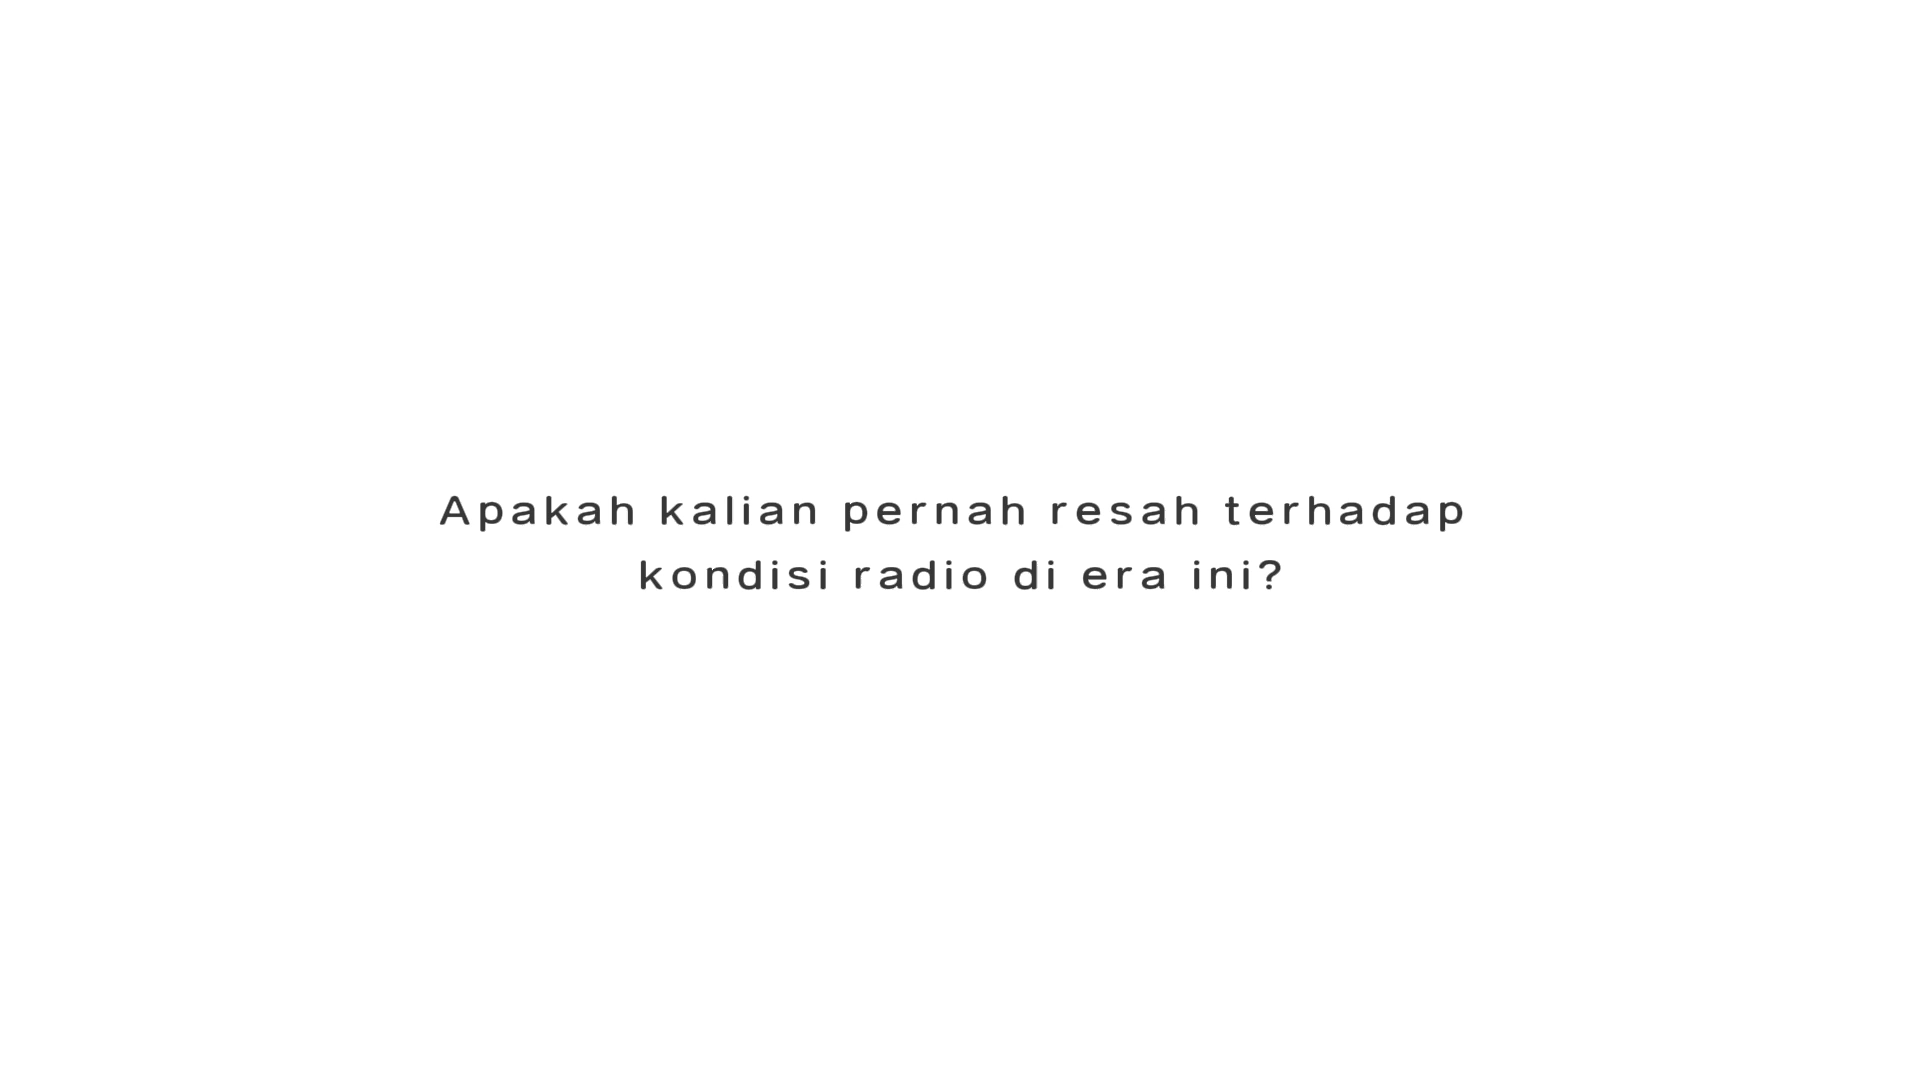 Apakah kalian pernah resah terhadap
kondisi radio di era ini?